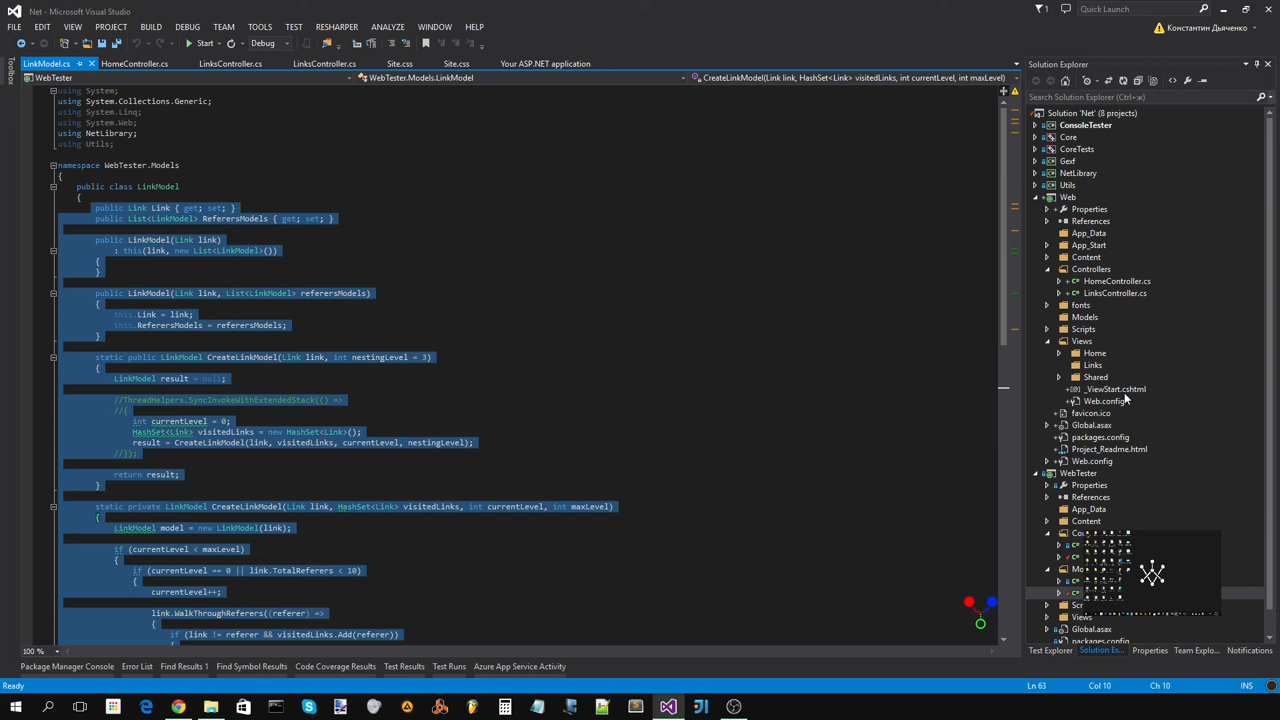 Net - Microsoft Visual Studio
1
Quick Launch (Ctrl+Q)
FILE EDIT VIEW PROJECT BUILD DEBUG TEAM TOOLS TEST RESHARPER ANALYZE WINDOW HELP
Константин Дьяченко
Start Debug
Toolbox
LinkModel.cs HomeController.cs LinksController.cs LinksController.cs Site.css Site.css Your ASP.NET application
WebTester WebTester.Models.LinkModel CreateLinkModel(Link link, HashSet<Link> visitedLinks, int currentLevel, int maxLevel)
using System;
using System.Collections.Generic;
using System.Linq;
using System.Web;
using NetLibrary;
using Utils;
namespace WebTester.Models
{
public class LinkModel
{
public Link Link { get; set; }
public List<LinkModel> ReferersModels { get; set; }
public LinkModel(Link link)
: this(link, new List<LinkModel>())
{
}
public LinkModel(Link link, List<LinkModel> referersModels)
{
this.Link = link;
this.ReferersModels = referersModels;
}
static public LinkModel CreateLinkModel(Link link, int nestingLevel = 3)
{
LinkModel result = null;
//ThreadHelpers.SyncInvokeWithExtendedStack(() =>
//{
int currentLevel = 0;
HashSet<Link> visitedLinks = new HashSet<Link>();
result = CreateLinkModel(link, visitedLinks, currentLevel, nestingLevel);
//});
return result;
}
static private LinkModel CreateLinkModel(Link link, HashSet<Link> visitedLinks, int currentLevel, int maxLevel)
{
LinkModel model = new LinkModel(link);
if (currentLevel < maxLevel)
{
if (currentLevel == 0 || link.TotalReferers < 10)
{
currentLevel++;
link.WalkThroughReferers((referer) =>
{
if (link != referer && visitedLinks.Add(referer))
100 %
Solution Explorer
Search Solution Explorer (Ctrl+ж)
Solution 'Net' (8 projects)
ConsoleTester
Core
CoreTests
Gexf
NetLibrary
Utils
Web
Properties
References
App_Data
App_Start
Content
Controllers
HomeController.cs
LinksController.cs
fonts
Models
Scripts
Views
Home
Links
Shared
_ViewStart.cshtml
Web.config
favicon.ico
Global.asax
packages.config
Project_Readme.html
Web.config
WebTester
Properties
References
App_Data
Content
Co
Mo
Scr
Views
Global.asax
packages.config
Test Explorer Solution Ex... Properties Team Explo... Notifications
Package Manager Console Error List Find Results 1 Find Symbol Results Code Coverage Results Test Results Test Runs Azure App Service Activity
Ready Ln 63 Col 10 Ch 10 INS